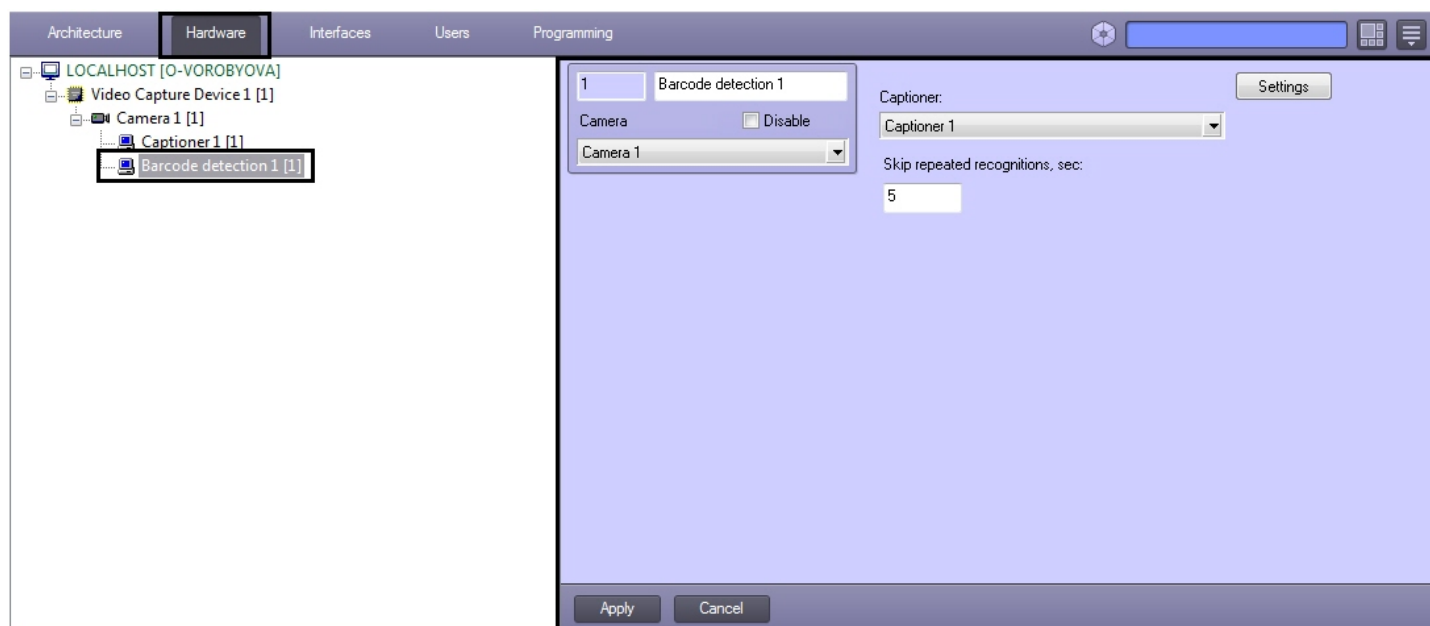 Architecture Hardware Interfaces Users Programming
LOCALHOST [O-VOROBYOVA]
Video Capture Device 1 [1]
Camera 1 [1]
Captioner 1 [1]
Barcode detection 1 [1]
1 Barcode detection 1
Camera Disable
Camera 1
Captioner:
Captioner 1
Settings
Skip repeated recognitions, sec:
5
Apply Cancel